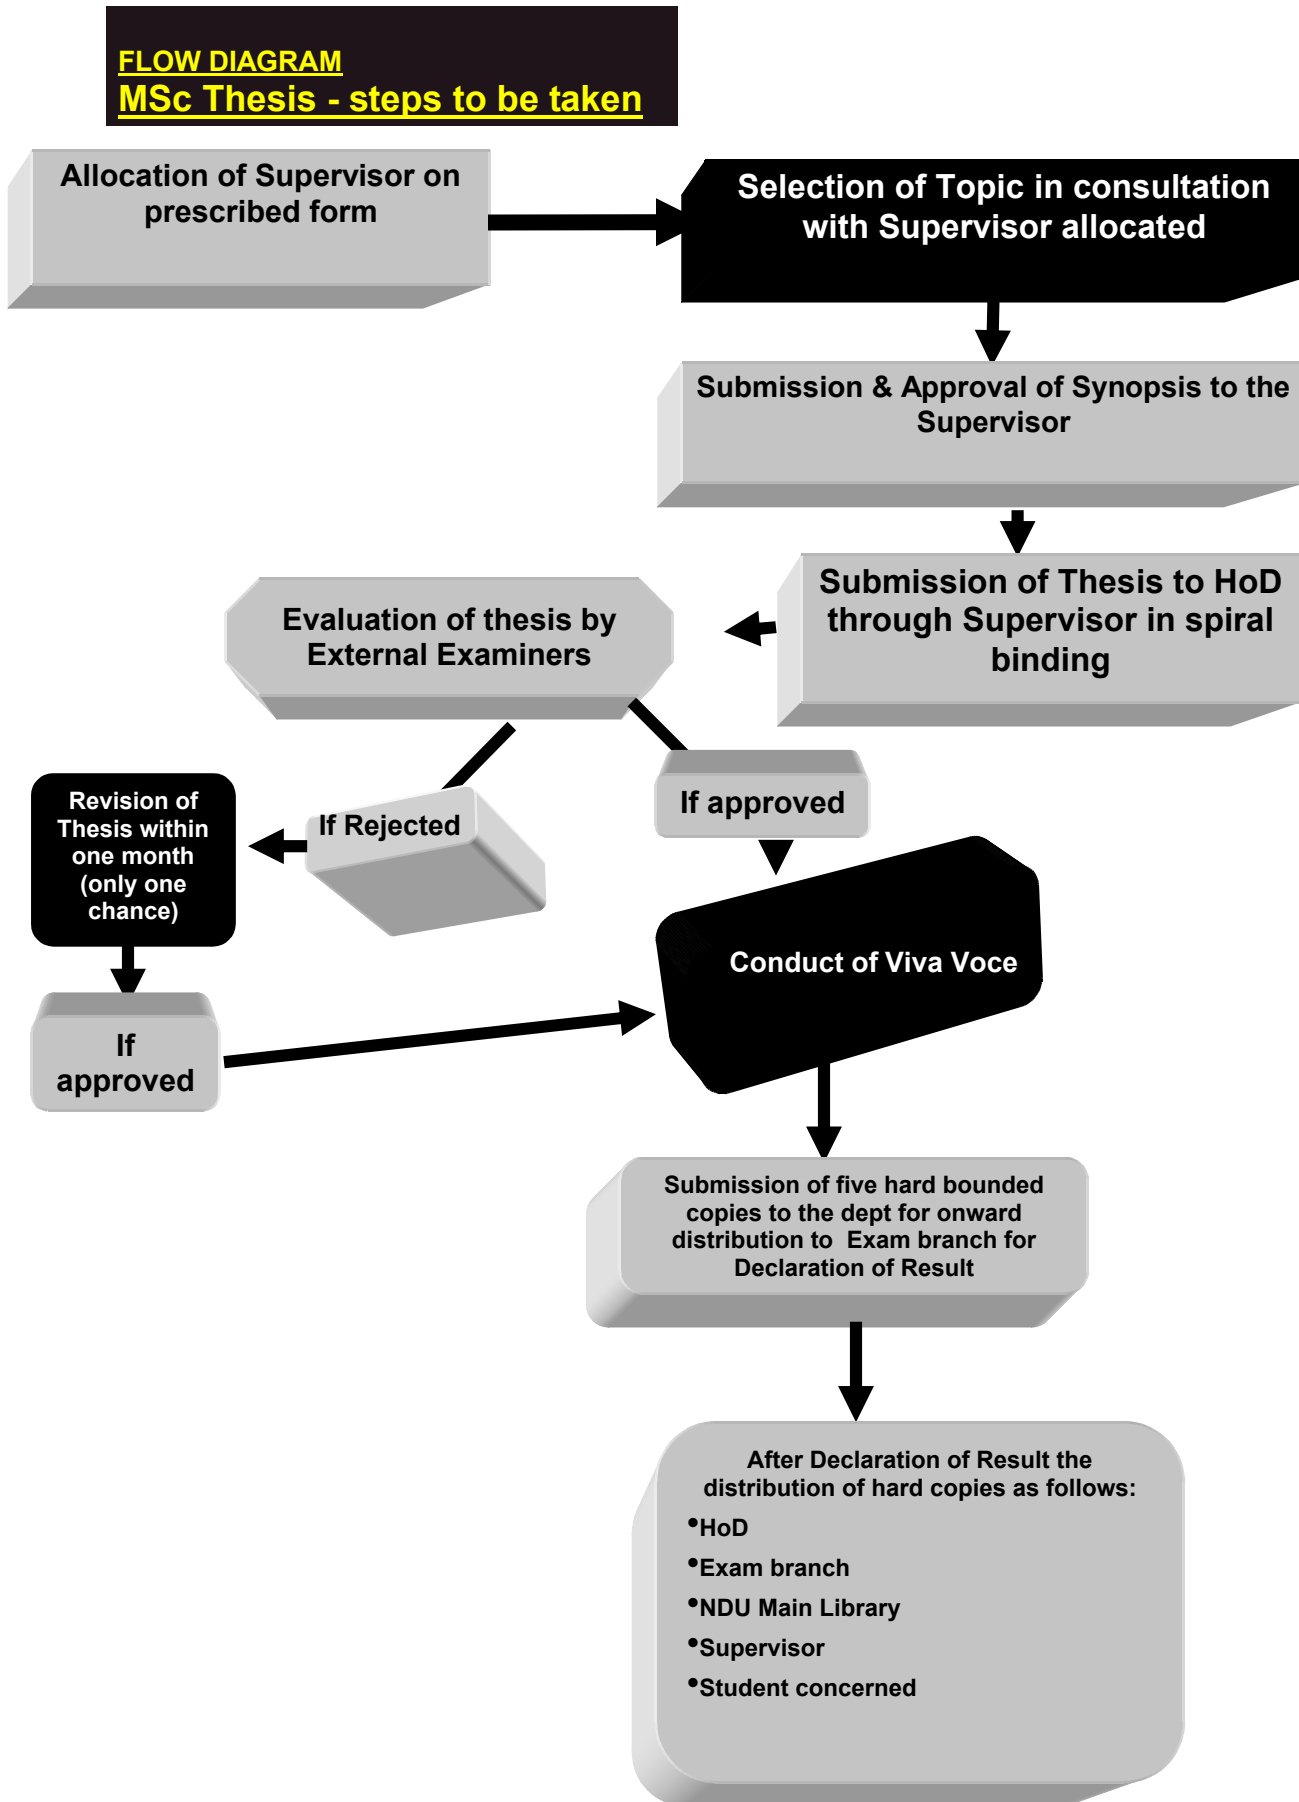 FLOW DIAGRAM
MSc Thesis - steps to be taken
Allocation of Supervisor on
prescribed form
Selection of Topic in consultation
with Supervisor allocated
Submission & Approval of Synopsis to the
Supervisor
Submission of Thesis to HoD
through Supervisor in spiral
binding
Evaluation of thesis by
External Examiners
If approved
If Rejected
Revision of
Thesis within
one month
(only one
chance)
If
approved
Conduct of Viva Voce
Submission of five hard bounded
copies to the dept for onward
distribution to  Exam branch for
Declaration of Result
After Declaration of Result the
distribution of hard copies as follows:
•HoD
•Exam branch
•NDU Main Library
•Supervisor
•Student concerned